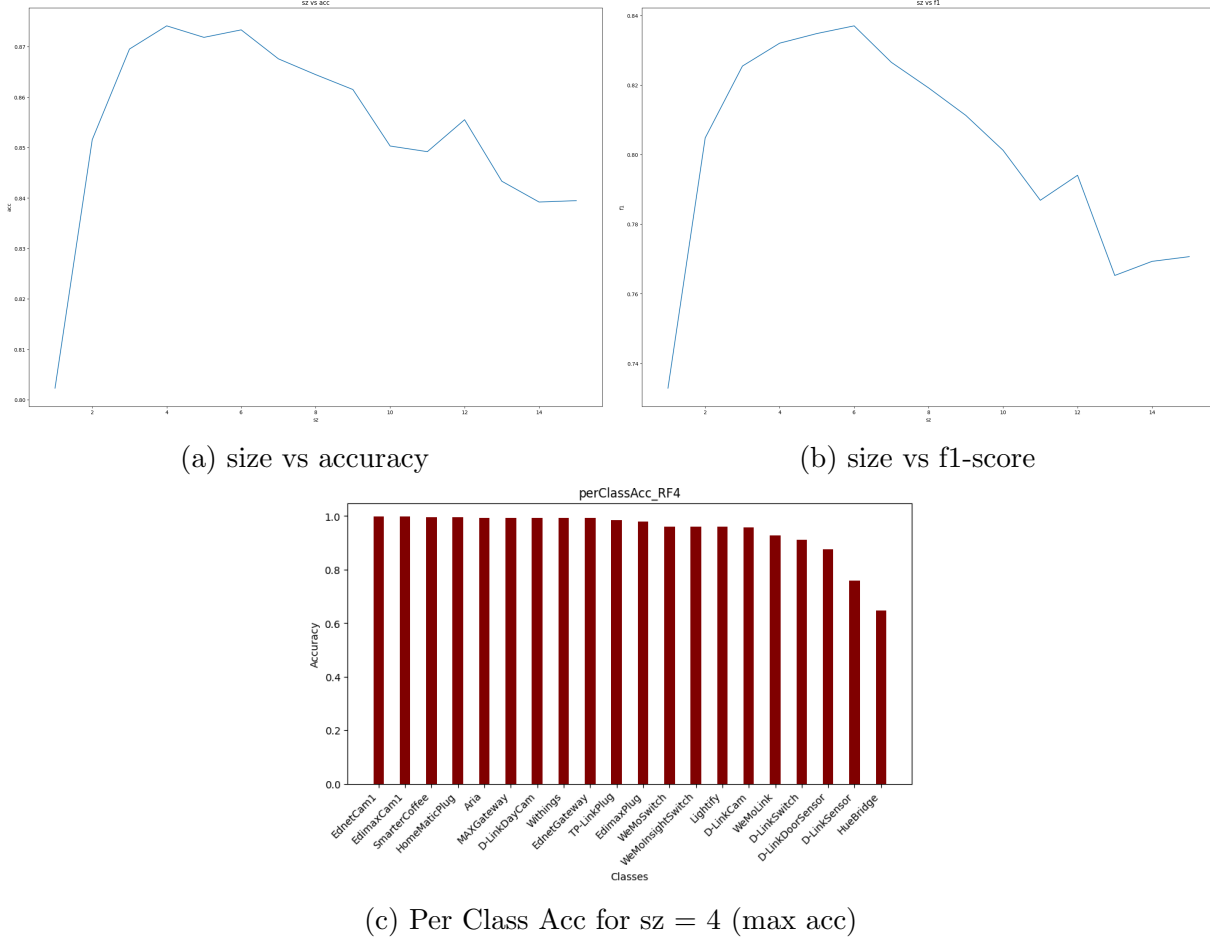 sz vs acc
0.87
0.86
0.85
0.84
0.83
0.82
0.81
0.80
acc
2 4 6 8 10 12 14
sz
(a) size vs accuracy
sz vs f1
0.84
0.82
0.80
0.78
0.76
0.74
f1
2 4 6 8 10 12 14
sz
(b) size vs f1-score
perClassAcc_RF4
1.0
0.8
0.6
0.4
0.2
0.0
Accuracy
EdnetCam1
EdimaxCam1
SmarterCoffee
HomeMaticPlug
Aria
MAXGateway
D-LinkDayCam
Withings
EdnetGateway
TP-LinkPlug
EdimaxPlug
WeMoSwitch
WeMoInsightSwitch
Lightify
D-LinkCam
WeMoLink
D-LinkSwitch
D-LinkDoorSensor
D-LinkSensor
HueBridge
Classes
(c) Per Class Acc for sz = 4 (max acc)